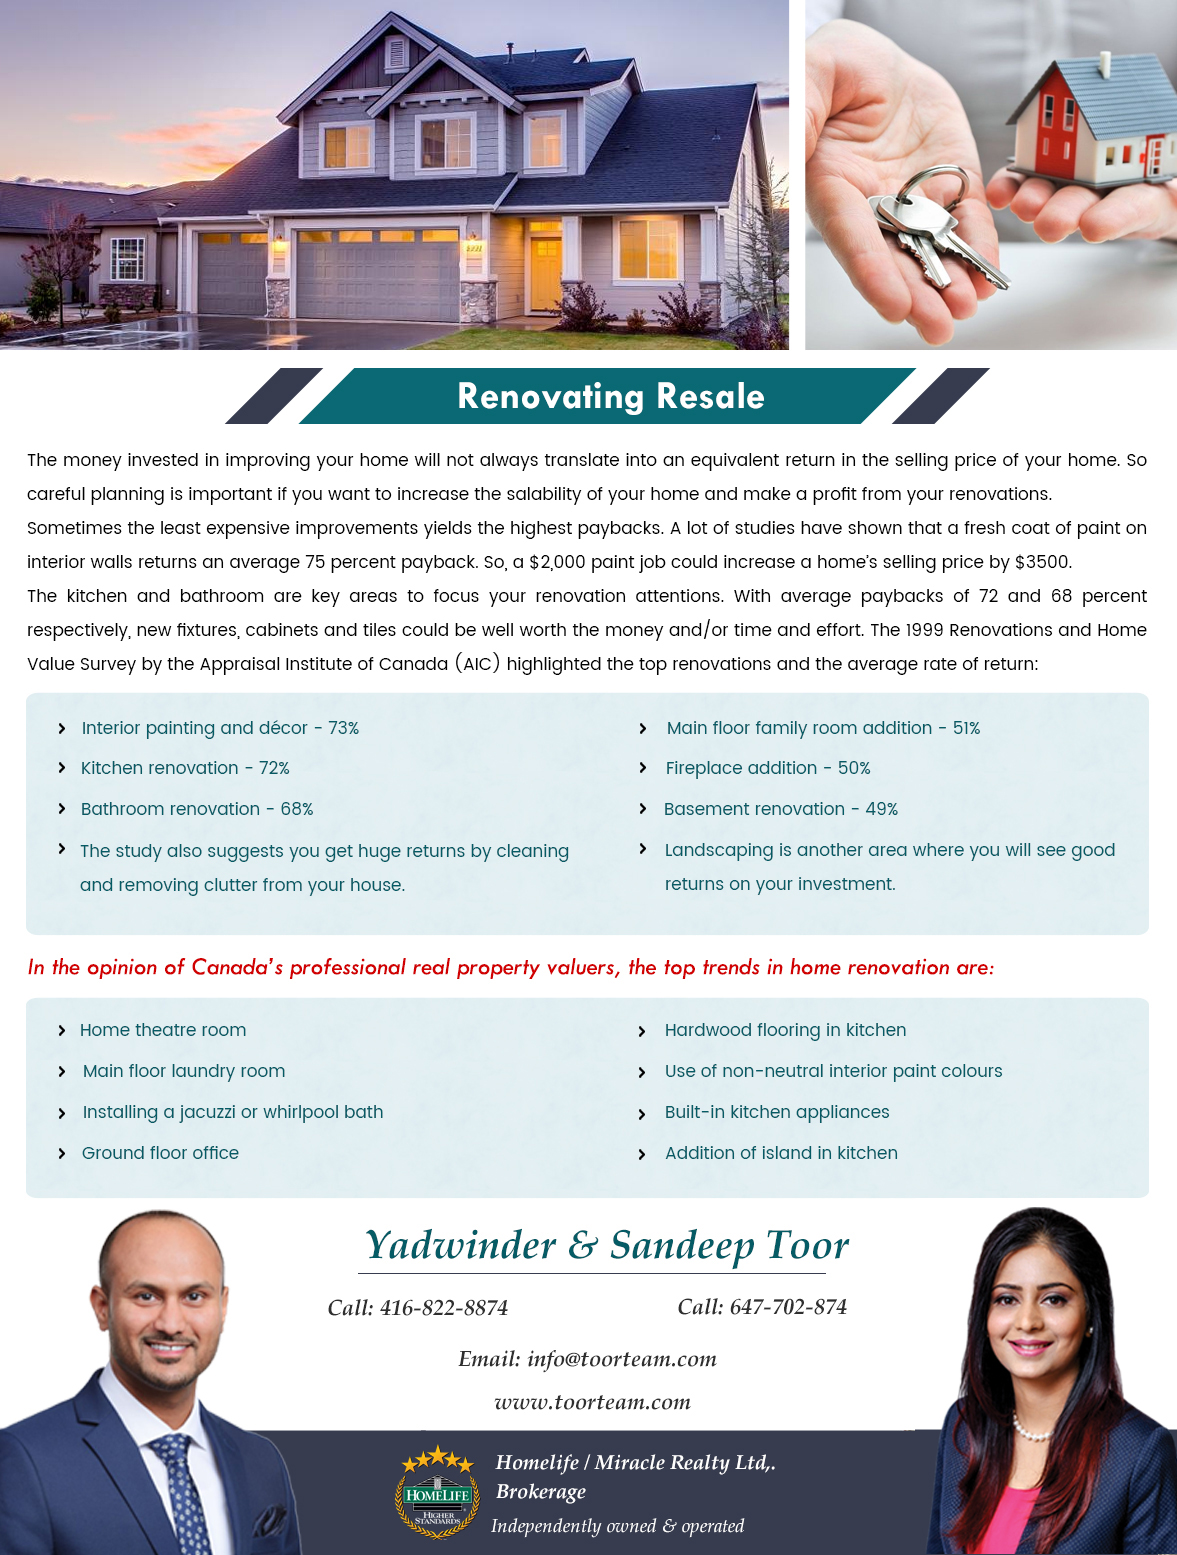 Renovating Resale
The money invested in improving your home will not always translate into an equivalent return in the selling price of your home. So
careful planning is important if you want to increase the salability of your home and make a profit from your renovations.
Sometimes the least expensive improvements yields the highest paybacks. A lot of studies have shown that a fresh coat of paint on
interior walls returns an average 75 percent payback. So, a $2,000 paint job could increase a home's selling price by $3500.
The kitchen and bathroom are key areas to focus your renovation attentions. With average paybacks of 72 and 68 percent
respectively, new fixtures, cabinets and tiles could be well worth the money and/or time and effort. The 1999 Renovations and Home
Value Survey by the Appraisal Institute of Canada (AIC) highlighted the top renovations and the average rate of return:
Interior painting and décor - 73%
Kitchen renovation - 72%
Bathroom renovation - 68%
The study also suggests you get huge returns by cleaning
and removing clutter from your house.
Main floor family room addition - 51%
Fireplace addition - 50%
Basement renovation - 49%
Landscaping is another area where you will see good
returns on your investment.
In the opinion of Canada's professional real property valuers, the top trends in home renovation are:
Home theatre room
Main floor laundry room
Installing a jacuzzi or whirlpool bath
Ground floor office
Hardwood flooring in kitchen
Use of non-neutral interior paint colours
Built-in kitchen appliances
Addition of island in kitchen
Yadwinder & Sandeep Toor
Call: 416-822-8874
Call: 647-702-874
Email: info@toorteam.com
www.toorteam.com
HOMELIFE
HIGHER
STANDARDS
Homelife / Miracle Realty Ltd,.
Brokerage
Independently owned & operated